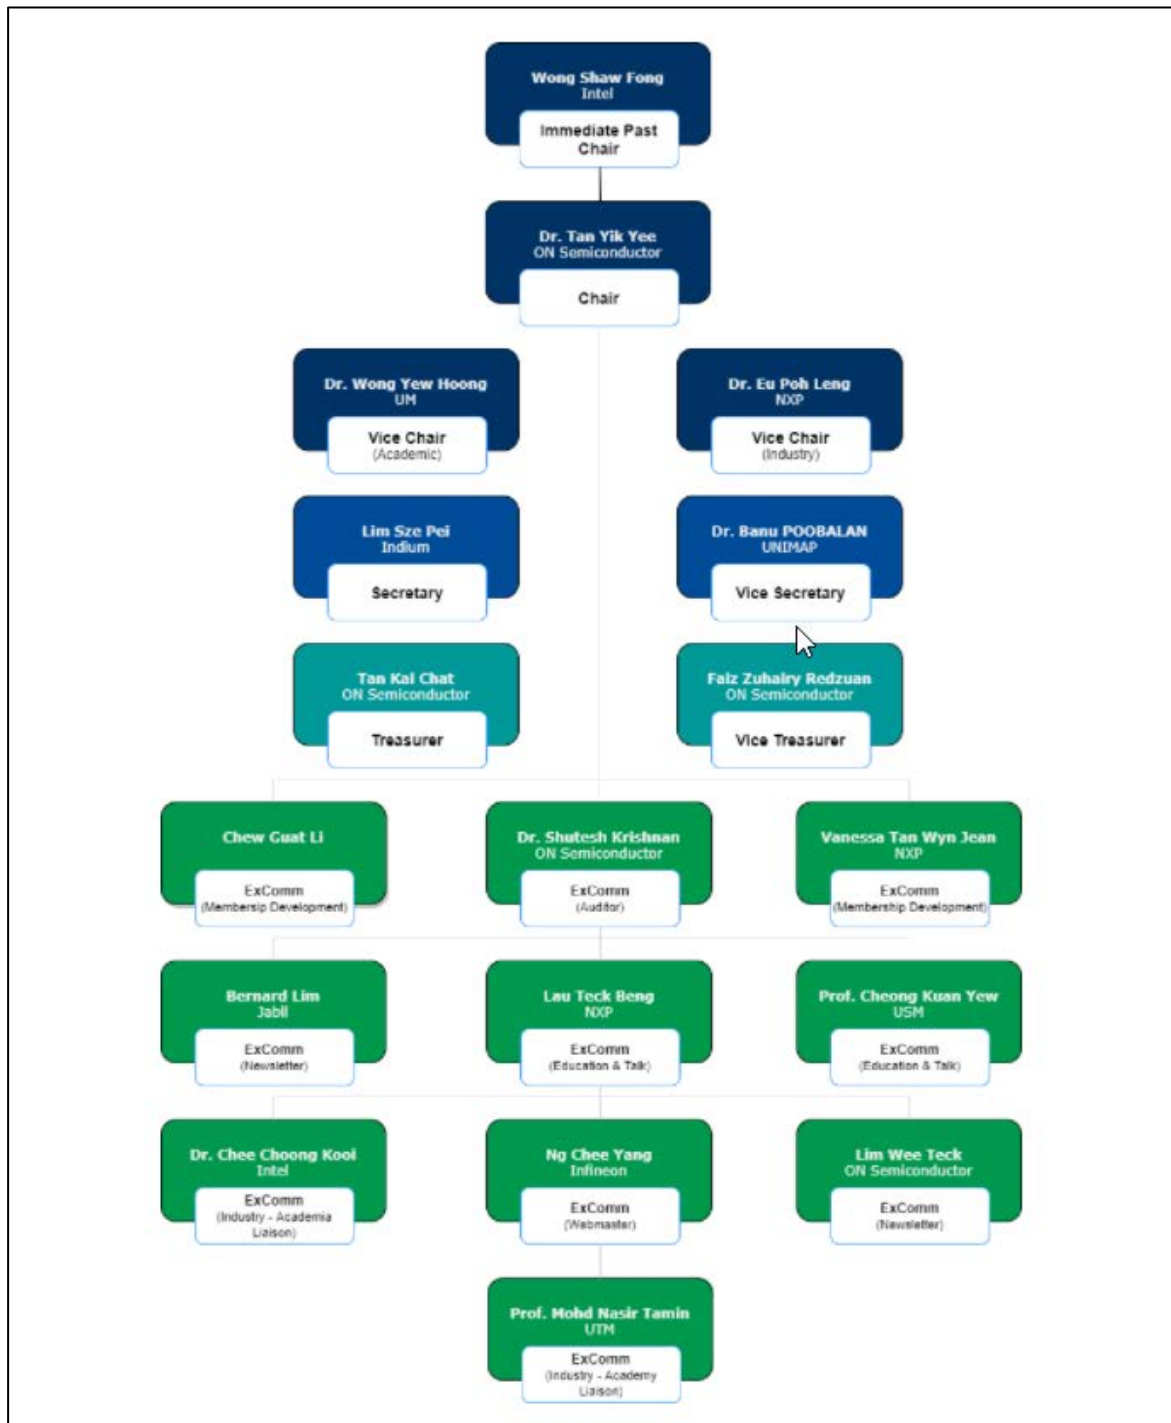 Wong Shaw Fong
Intel
Immediate Past
Chair
Dr. Tan Yik Yee
ON Semiconductor
Chair
Dr. Wong Yew Hoong
UM
Vice Chair
(Academic)
Dr. Eu Poh Leng
NXP
Vice Chair
(Industry)
Lim Sze Pei
Indium
Secretary
Dr. Banu POOBALAN
UNIMAP
Vice Secretary
Tan Kai Chat
ON Semiconductor
Treasurer
Faiz Zuhairy Redzuan
ON Semiconductor
Vice Treasurer
Chew Guat Li
ExComm
(Membersip Development)
Dr. Shutesh Krishnan
ON Semiconductor
ExComm
(Auditor)
Vanessa Tan Wyn Jean
NXP
ExComm
(Membership Development)
Bernard Lim
Jabil
ExComm
(Newsletter)
Lau Teck Beng
NXP
ExComm
(Education & Talk)
Prof. Cheong Kuan Yew
USM
ExComm
(Education & Talk)
Dr. Chee Choong Kooi
Intel
ExComm
(Industry - Academia
Liaison)
Ng Chee Yang
Infineon
ExComm
(Webmaster)
Lim Wee Teck
ON Semiconductor
ExComm
(Newsletter)
Prof. Mohd Nasir Tamin
UTM
ExComm
(Industry - Academy
Liaison)